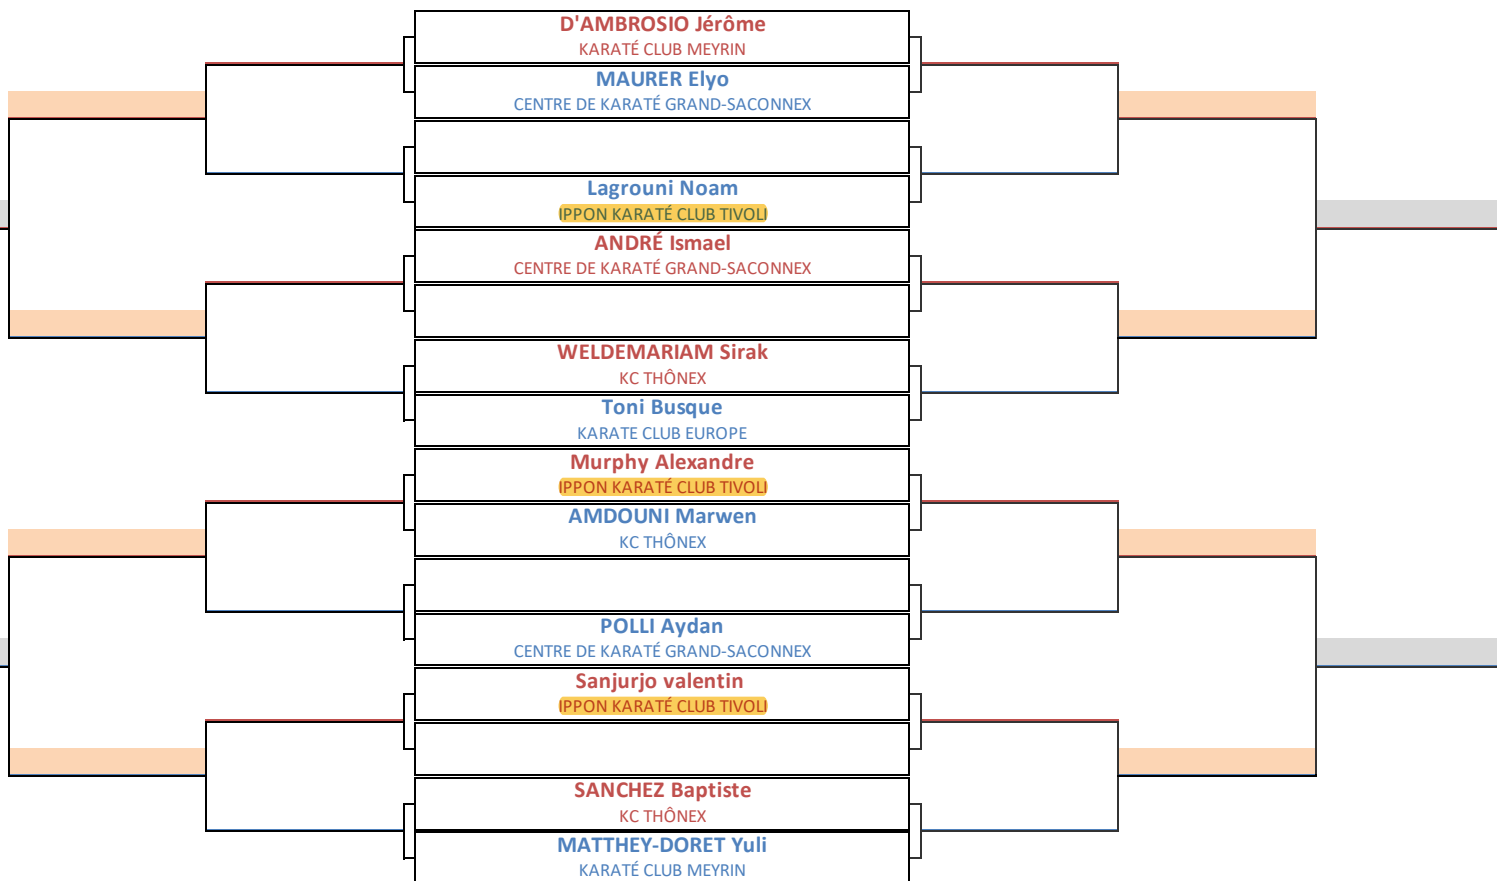 D'AMBROSIO Jérôme
KARATÉ CLUB MEYRIN
MAURER Elyo
CENTRE DE KARATÉ GRAND-SACONNEX
Lagrouni Noam
IPPON KARATÉ CLUB TIVOLI
ANDRÉ Ismael
CENTRE DE KARATÉ GRAND-SACONNEX
WELDEMARIAM Sirak
KC THÔNEX
Toni Busque
KARATE CLUB EUROPE
Murphy Alexandre
IPPON KARATÉ CLUB TIVOLI
AMDOUNI Marwen
KC THÔNEX
POLLI Aydan
CENTRE DE KARATÉ GRAND-SACONNEX
Sanjurjo valentin
IPPON KARATÉ CLUB TIVOLI
SANCHEZ Baptiste
KC THÔNEX
MATTHEY-DORET Yuli
KARATÉ CLUB MEYRIN